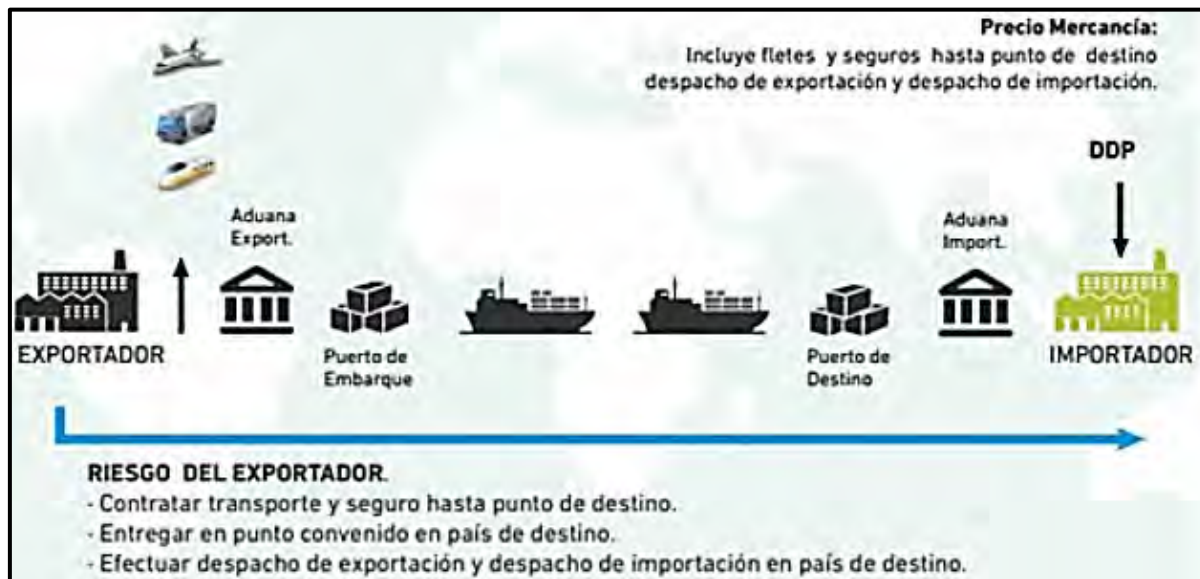 Precio Mercancía:
Incluye fletes y seguros hasta punto de destino
despacho de exportación y despacho de importación.
DDP
Aduana
Export.
Aduana
Import.
EXPORTADOR
Puerto de
Embarque
Puerto de
Destino
IMPORTADOR
RIESGO DEL EXPORTADOR.
- Contratar transporte y seguro hasta punto de destino.
- Entregar en punto convenido en país de destino.
- Efectuar despacho de exportación y despacho de importación en país de destino.